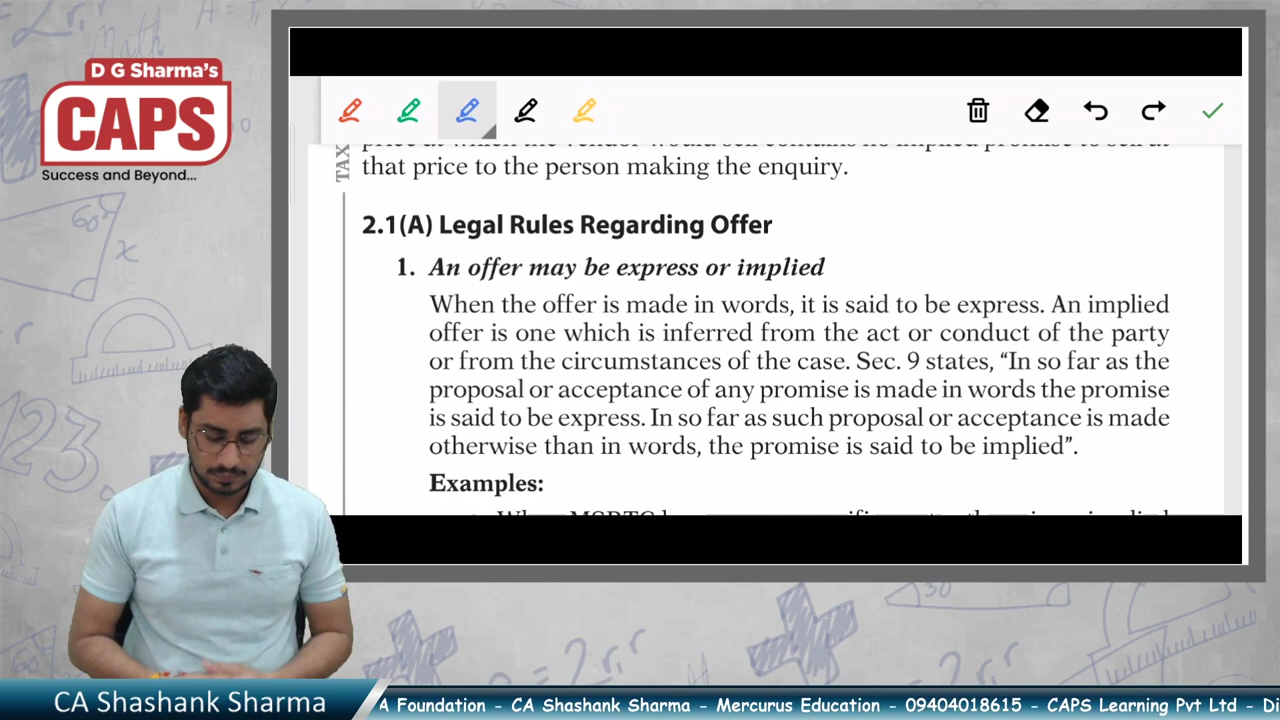 D G Sharma's
CAPS
Success and Beyond...
TAX
that price to the person making the enquiry.
2.1(A) Legal Rules Regarding Offer
1. An offer may be express or implied
When the offer is made in words, it is said to be express. An implied
offer is one which is inferred from the act or conduct of the party
or from the circumstances of the case. Sec. 9 states, “In so far as the
proposal or acceptance of any promise is made in words the promise
is said to be express. In so far as such proposal or acceptance is made
otherwise than in words, the promise is said to be implied”.
Examples:
CA Shashank Sharma
A Foundation - CA Shashank Sharma - Mercurus Education - 09404018615 - CAPS Learning Pvt Ltd - Di